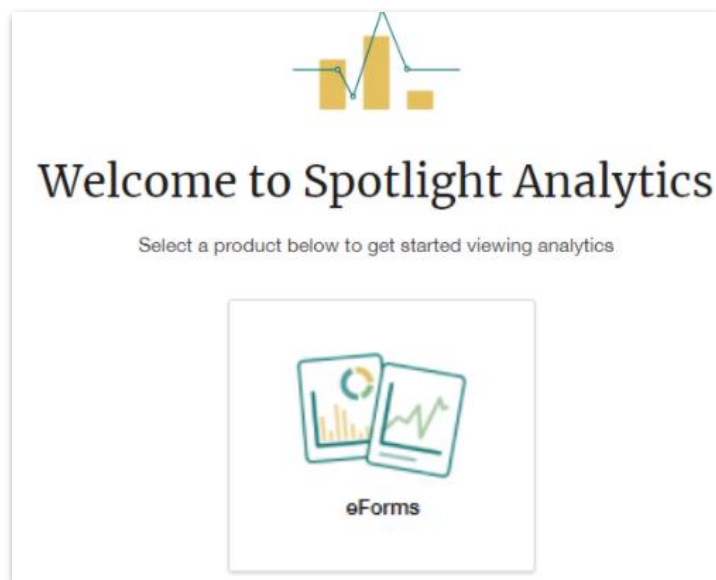 Welcome to Spotlight Analytics
Select a product below to get started viewing analytics
eForms